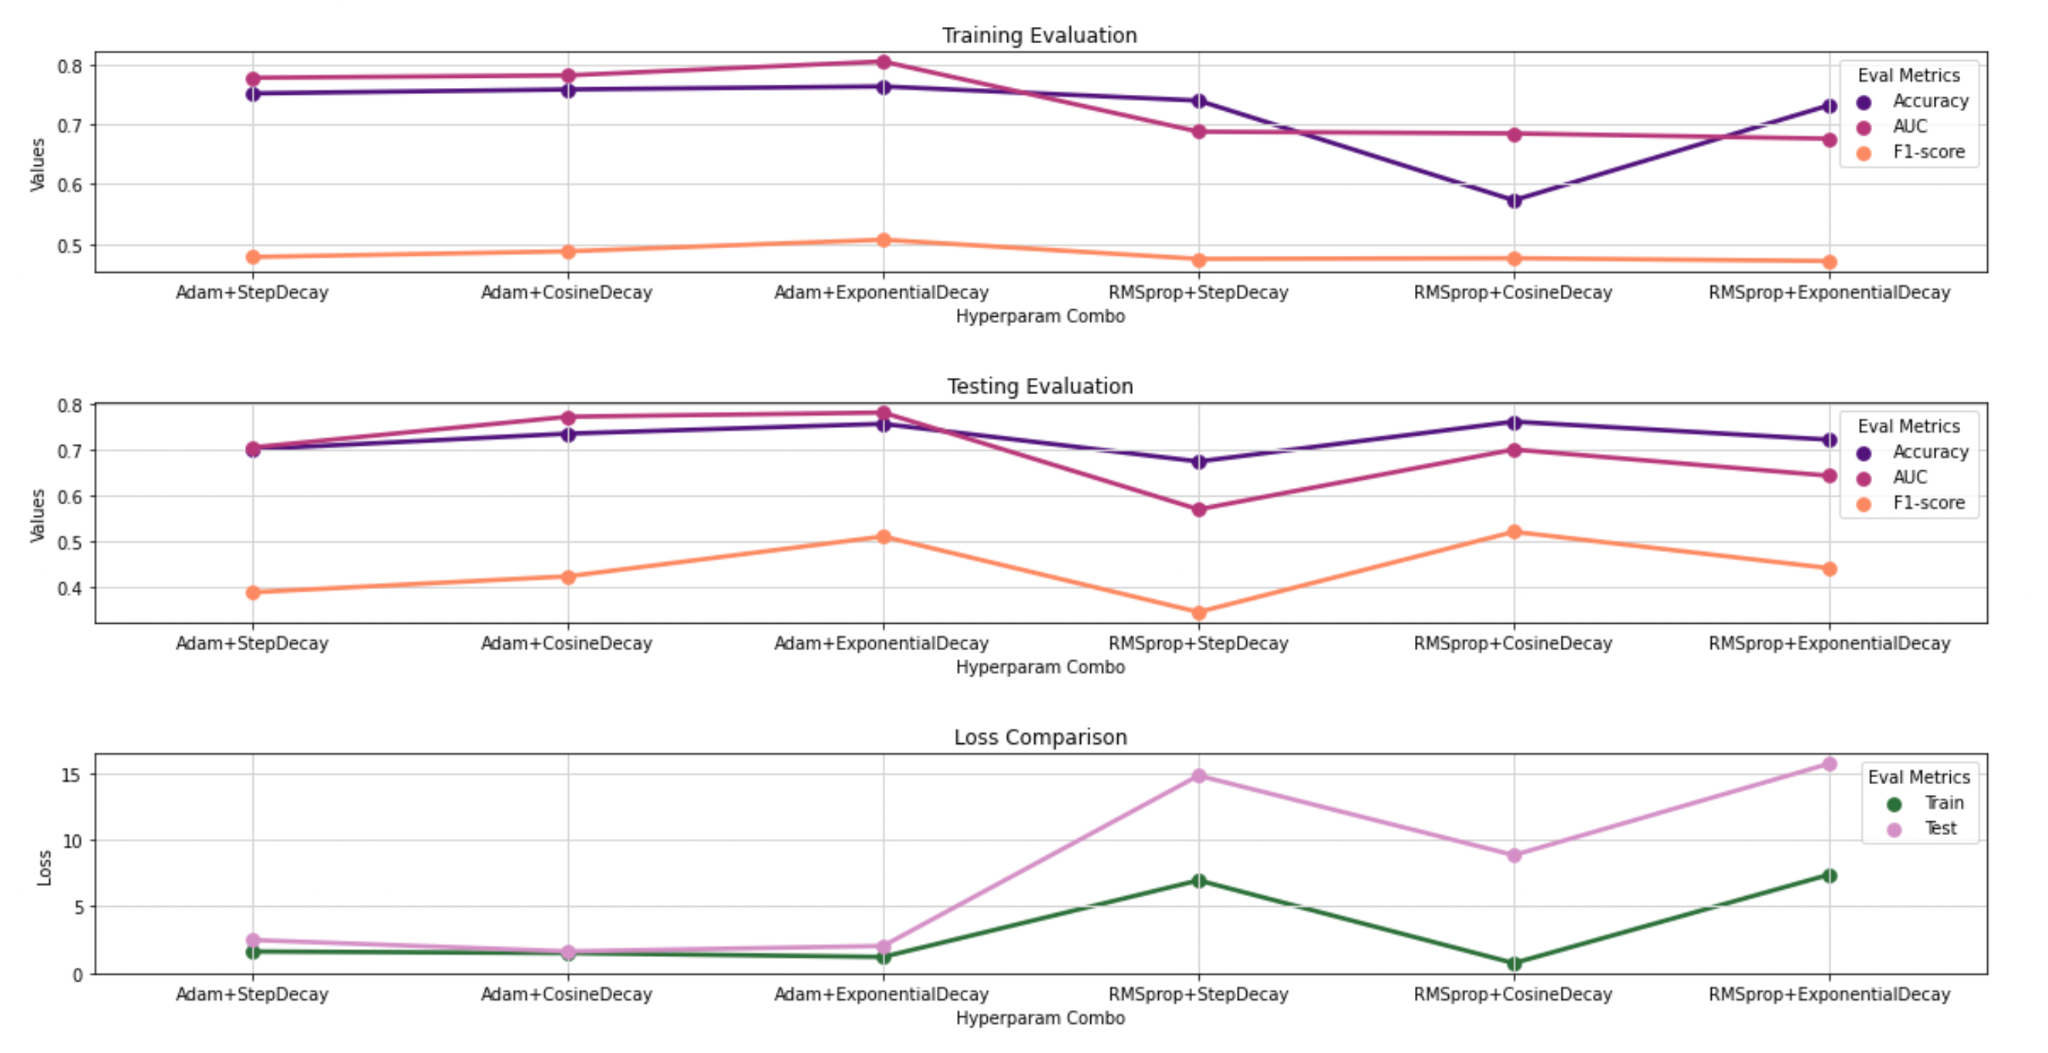 Training Evaluation
0.8
0.7
0.6
0.5
Values
Eval Metrics
Accuracy
AUC
F1-score
Adam+StepDecay Adam+CosineDecay Adam+ExponentialDecay RMSprop+StepDecay RMSprop+CosineDecay RMSprop+ExponentialDecay
Hyperparam Combo
Testing Evaluation
0.8
0.7
0.6
0.5
0.4
Values
Eval Metrics
Accuracy
AUC
F1-score
Adam+StepDecay Adam+CosineDecay Adam+ExponentialDecay RMSprop+StepDecay RMSprop+CosineDecay RMSprop+ExponentialDecay
Hyperparam Combo
Loss Comparison
15
10
5
0
Loss
Eval Metrics
Train
Test
Adam+StepDecay Adam+CosineDecay Adam+ExponentialDecay RMSprop+StepDecay RMSprop+CosineDecay RMSprop+ExponentialDecay
Hyperparam Combo